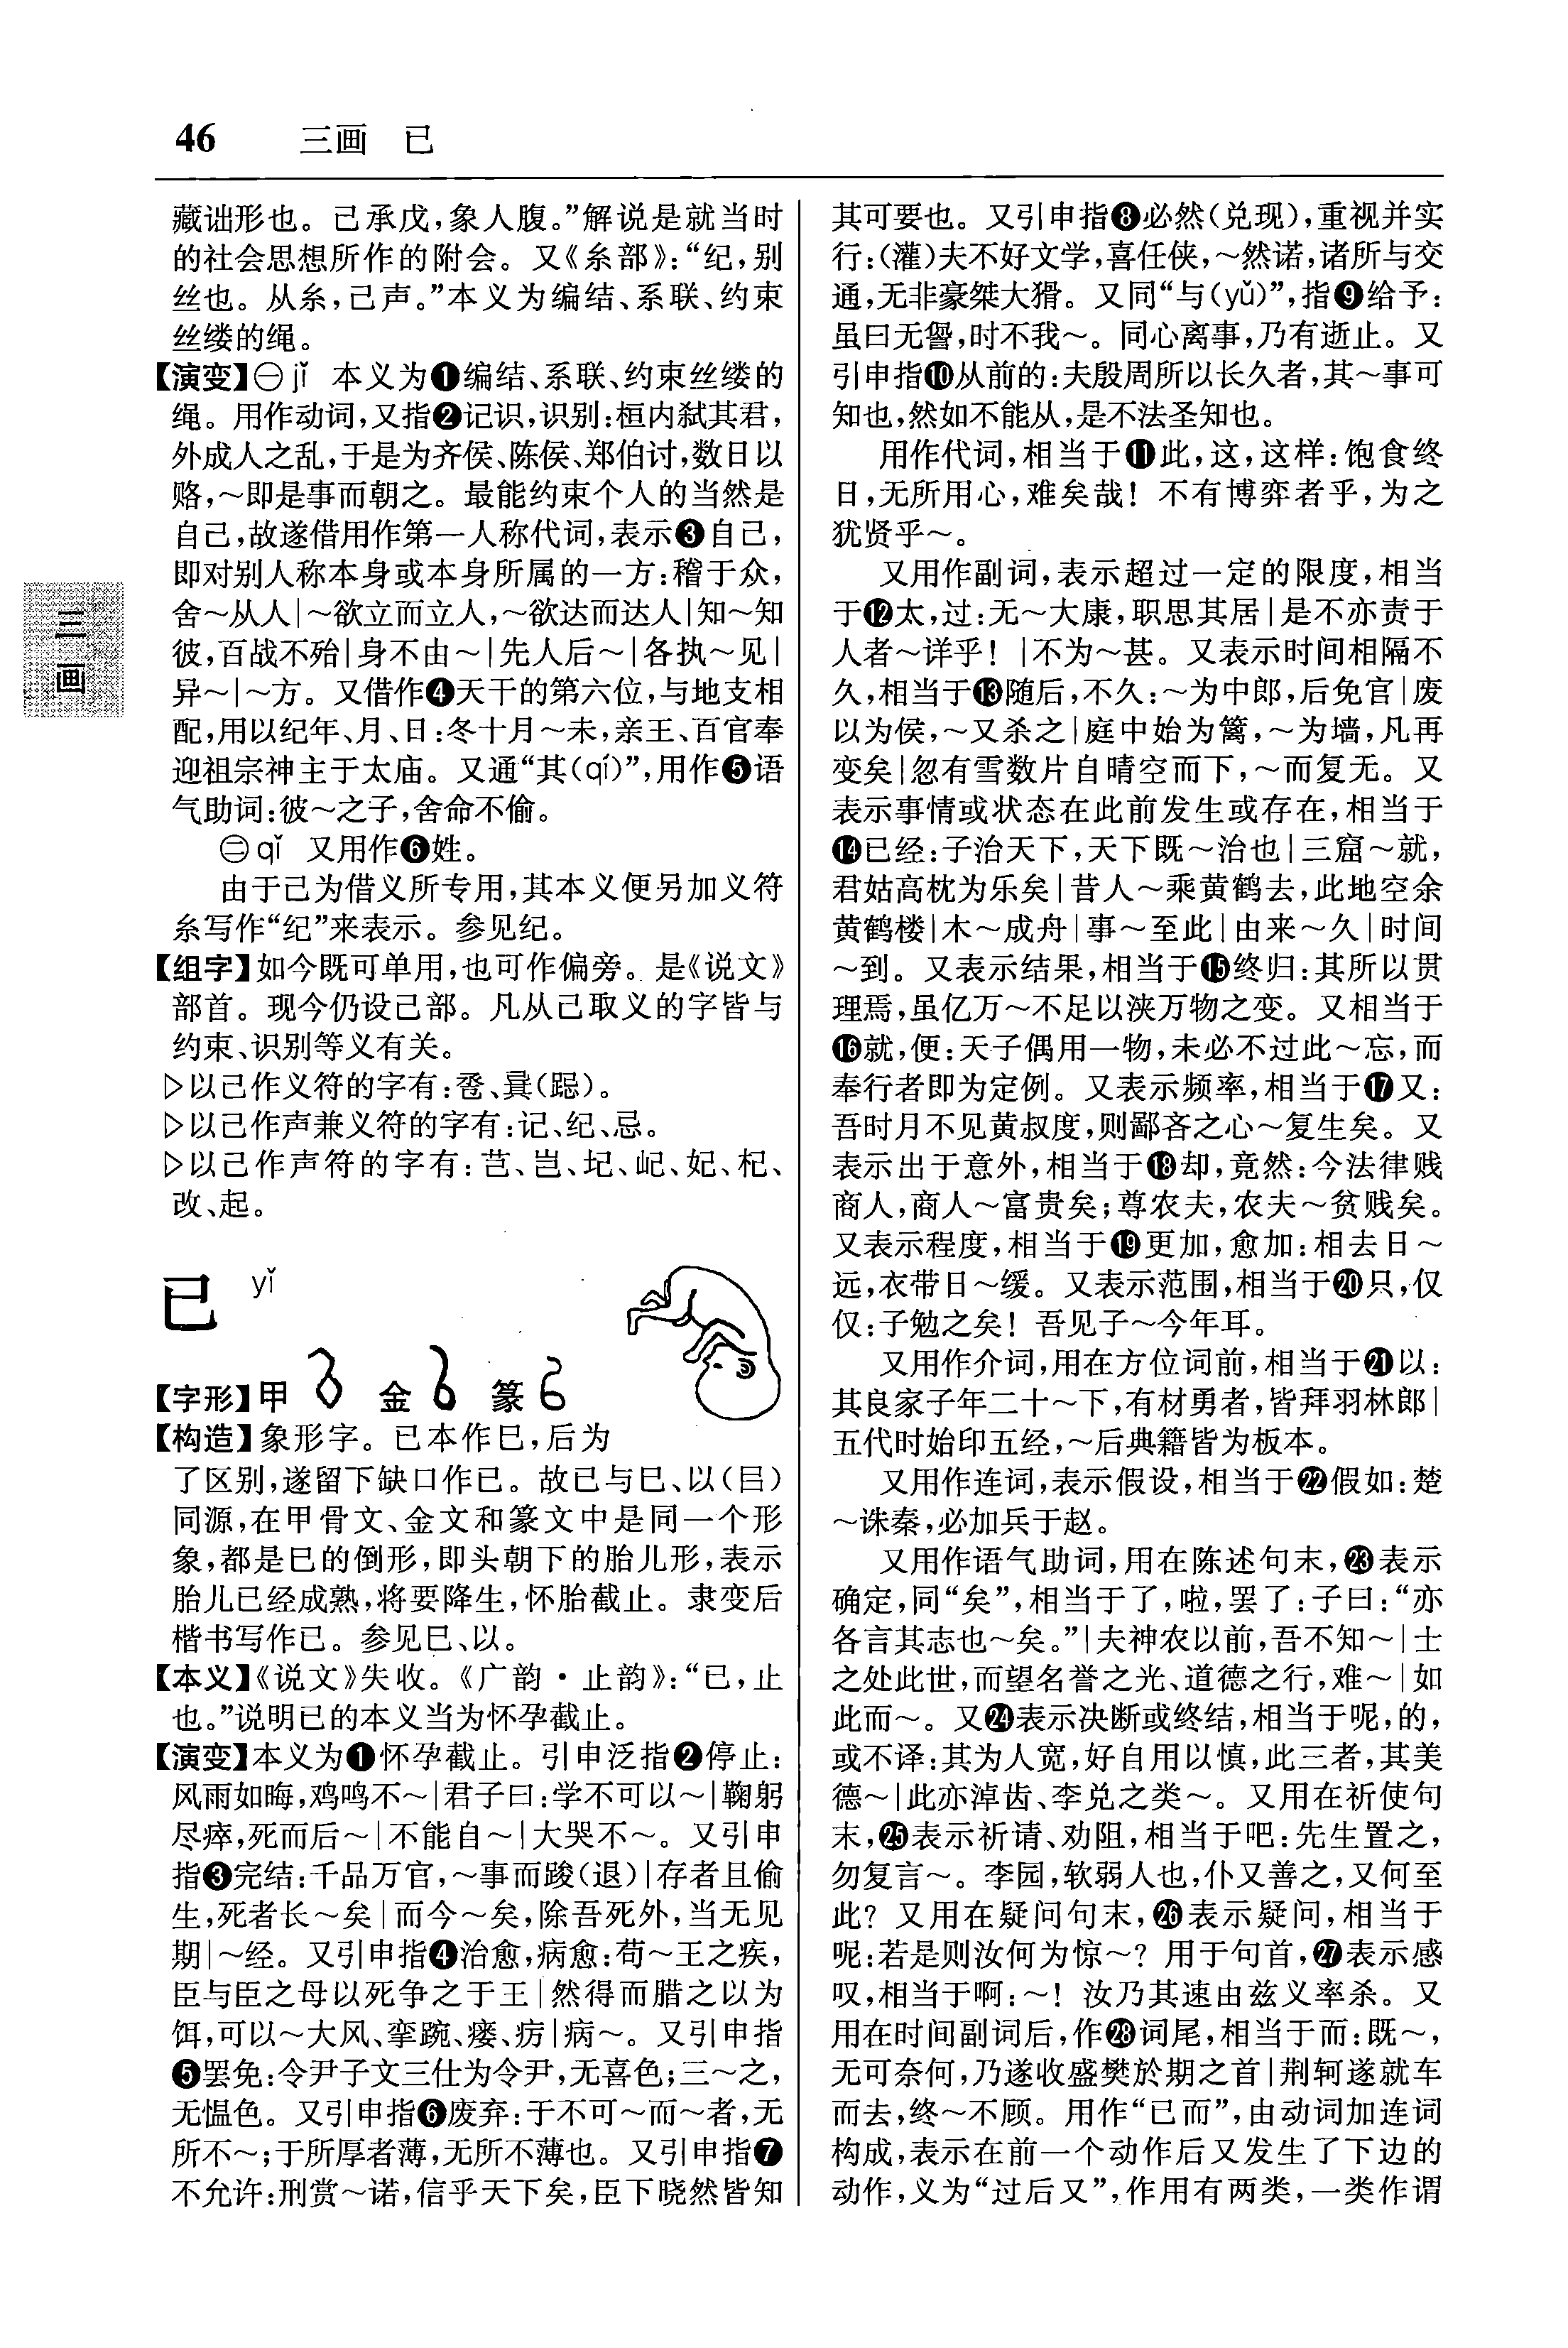 46 三画 已
藏诎形也。己承戊,象人腹。”解说是就当时
的社会思想所作的附会。又《糸部》:“纪,别
丝也。从糸,己声。”本义为编结、系联、约束
丝缕的绳。
【演变】㊀jǐ 本义为❶编结、系联、约束丝缕的
绳。用作动词,又指❷记识,识别:桓内弑其君,
外成人之乱,于是为齐侯、陈侯、郑伯讨,数日以
赂,～即是事而朝之。最能约束个人的当然是
自己,故遂借用作第一人称代词,表示❸自己,
即对别人称本身或本身所属的一方:稽于众,
舍～从人|～欲立而立人,～欲达而达人|知～知
彼,百战不殆|身不由～|先人后～|各执～见|
异～|～方。又借作❹天干的第六位,与地支相
配,用以纪年、月、日:冬十月～未,亲王、百官奉
迎祖宗神主于太庙。又通“其(qí)”,用作❺语
气助词:彼～之子,舍命不偷。
㊁qǐ 又用作❻姓。
由于己为借义所专用,其本义便另加义符
糸写作“纪”来表示。参见纪。
【组字】如今既可单用,也可作偏旁。是《说文》
部首。现今仍设己部。凡从己取义的字皆与
约束、识别等义有关。
▷以己作义符的字有:卺、㠱(跽)。
▷以己作声兼义符的字有:记、纪、忌。
▷以己作声符的字有:芑、岂、圮、屺、妃、杞、
改、起。
已 yǐ
【字形】甲 金 篆
【构造】象形字。已本作巳,后为
了区别,遂留下缺口作已。故已与巳、以(㠯)
同源,在甲骨文、金文和篆文中是同一个形
象,都是巳的倒形,即头朝下的胎儿形,表示
胎儿已经成熟,将要降生,怀胎截止。隶变后
楷书写作已。参见巳、以。
【本义】《说文》失收。《广韵·止韵》:“已,止
也。”说明已的本义当为怀孕截止。
【演变】本义为❶怀孕截止。引申泛指❷停止:
风雨如晦,鸡鸣不～|君子曰:学不可以～|鞠躬
尽瘁,死而后～|不能自～|大哭不～。又引申
指❸完结:千品万官,～事而踆(退)|存者且偷
生,死者长～矣|而今～矣,除吾死外,当无见
期|～经。又引申指❹治愈,病愈:苟～王之疾,
臣与臣之母以死争之于王|然得而腊之以为
饵,可以～大风、挛踠、瘘、疠|病～。又引申指
❺罢免:令尹子文三仕为令尹,无喜色;三～之,
无愠色。又引申指❻废弃:于不可～而～者,无
所不～;于所厚者薄,无所不薄也。又引申指❼
不允许:刑赏～诺,信乎天下矣,臣下晓然皆知
其可要也。又引申指❽必然(兑现),重视并实
行:(灌)夫不好文学,喜任侠,～然诺,诸所与交
通,无非豪桀大猾。又同“与(yǔ)”,指❾给予:
虽曰无訾,时不我～。同心离事,乃有逝止。又
引申指❿从前的:夫殷周所以长久者,其～事可
知也,然如不能从,是不法圣知也。
用作代词,相当于⓫此,这,这样:饱食终
日,无所用心,难矣哉! 不有博弈者乎,为之
犹贤乎～。
又用作副词,表示超过一定的限度,相当
于⓬太,过:无～大康,职思其居|是不亦责于
人者～详乎! |不为～甚。又表示时间相隔不
久,相当于⓭随后,不久:～为中郎,后免官|废
以为侯,～又杀之|庭中始为篱,～为墙,凡再
变矣|忽有雪数片自晴空而下,～而复无。又
表示事情或状态在此前发生或存在,相当于
⓮已经:子治天下,天下既～治也|三窟～就,
君姑高枕为乐矣|昔人～乘黄鹤去,此地空余
黄鹤楼|木～成舟|事～至此|由来～久|时间
～到。又表示结果,相当于⓯终归:其所以贯
理焉,虽亿万～不足以浃万物之变。又相当于
⓰就,便:天子偶用一物,未必不过此～忘,而
奉行者即为定例。又表示频率,相当于⓱又:
吾时月不见黄叔度,则鄙吝之心～复生矣。又
表示出于意外,相当于⓲却,竟然:今法律贱
商人,商人～富贵矣;尊农夫,农夫～贫贱矣。
又表示程度,相当于⓳更加,愈加:相去日～
远,衣带日～缓。又表示范围,相当于⓴只,仅
仅:子勉之矣! 吾见子～今年耳。
又用作介词,用在方位词前,相当于㉑以:
其良家子年二十～下,有材勇者,皆拜羽林郎|
五代时始印五经,～后典籍皆为板本。
又用作连词,表示假设,相当于㉒假如:楚
～诛秦,必加兵于赵。
又用作语气助词,用在陈述句末,㉓表示
确定,同“矣”,相当于了,啦,罢了:子曰:“亦
各言其志也～矣。”|夫神农以前,吾不知～|士
之处此世,而望名誉之光、道德之行,难～|如
此而～。又㉔表示决断或终结,相当于呢,的,
或不译:其为人宽,好自用以慎,此三者,其美
德～|此亦淖齿、李兑之类～。又用在祈使句
末,㉕表示祈请、劝阻,相当于吧:先生置之,
勿复言～。李园,软弱人也,仆又善之,又何至
此? 又用在疑问句末,㉖表示疑问,相当于
呢:若是则汝何为惊～? 用于句首,㉗表示感
叹,相当于啊:～! 汝乃其速由兹义率杀。又
用在时间副词后,作㉘词尾,相当于而:既～,
无可奈何,乃遂收盛樊於期之首|荆轲遂就车
而去,终～不顾。用作“已而”,由动词加连词
构成,表示在前一个动作后又发生了下边的
动作,义为“过后又”,作用有两类,一类作谓
三
画